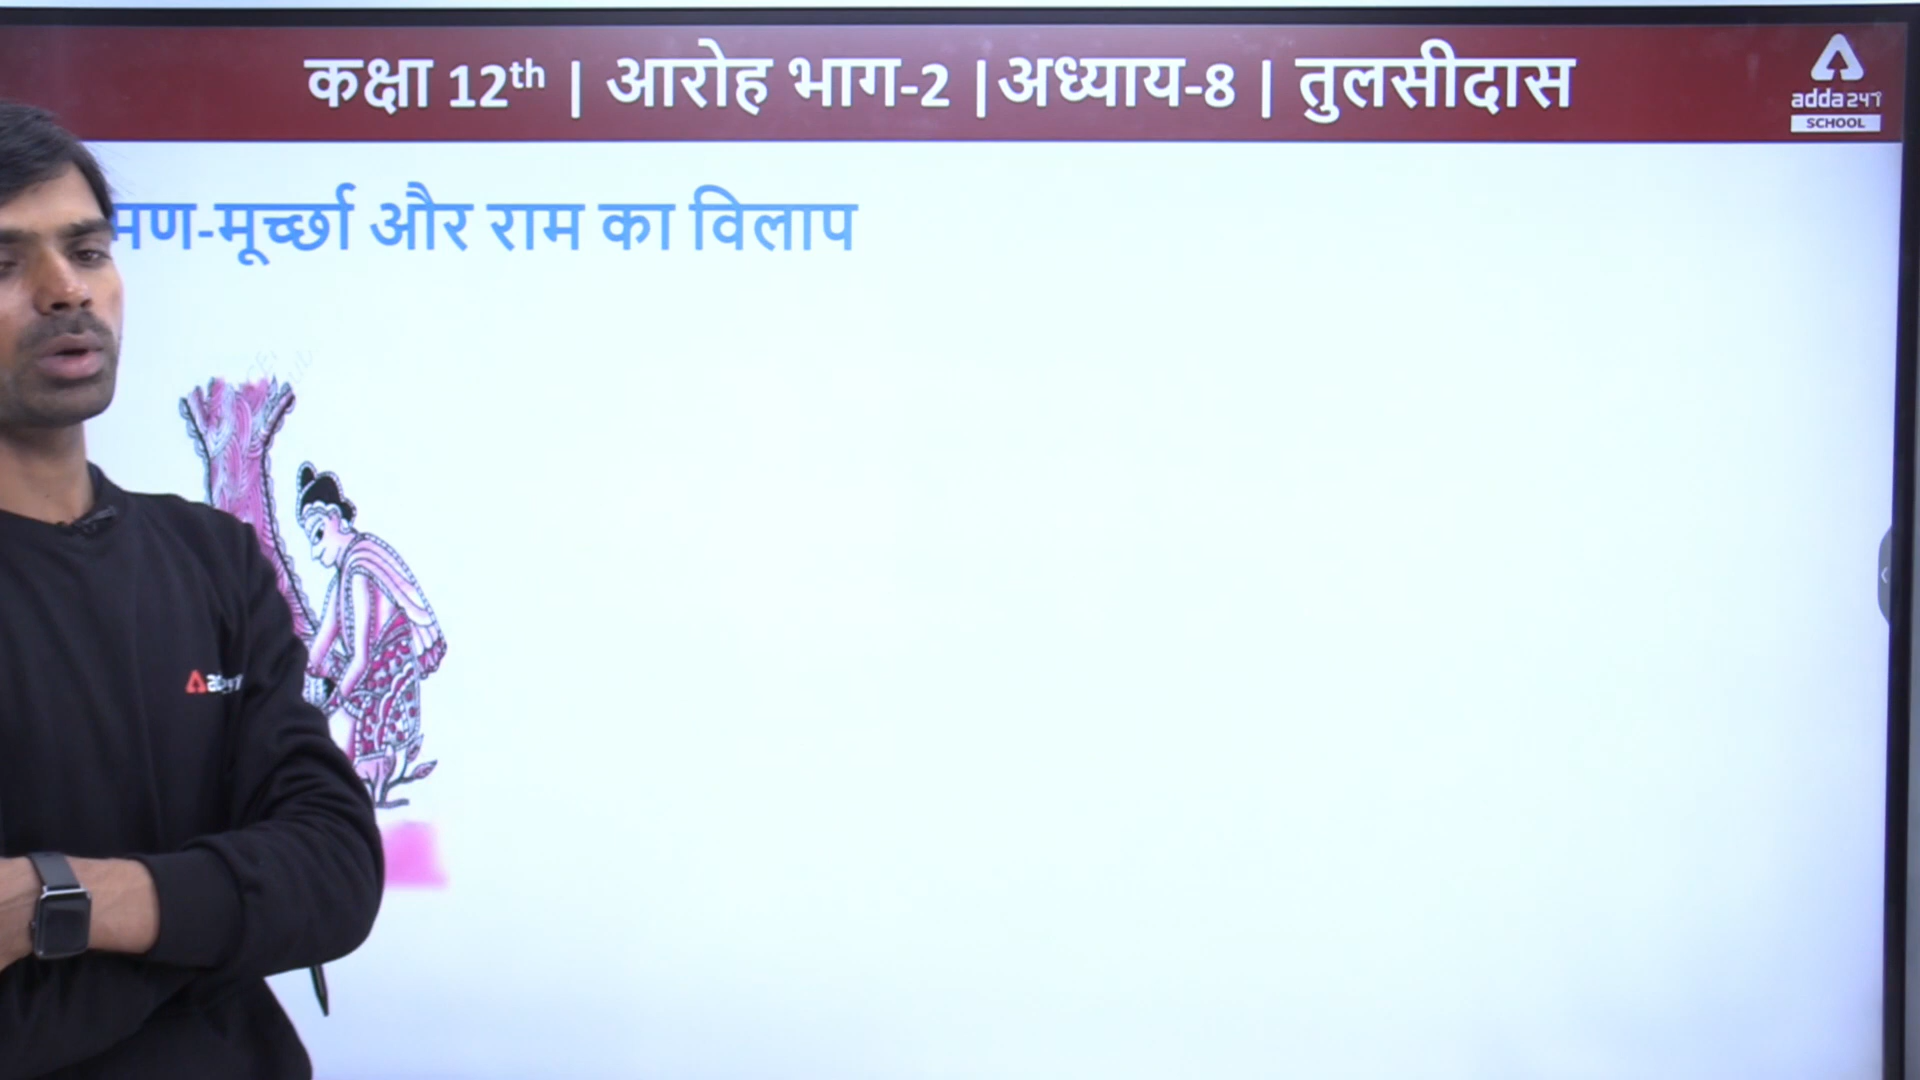 कक्षा 12th | आरोह भाग-2 |अध्याय-8 | तुलसीदास
adda247
SCHOOL
मण-मूर्च्छा और राम का विलाप